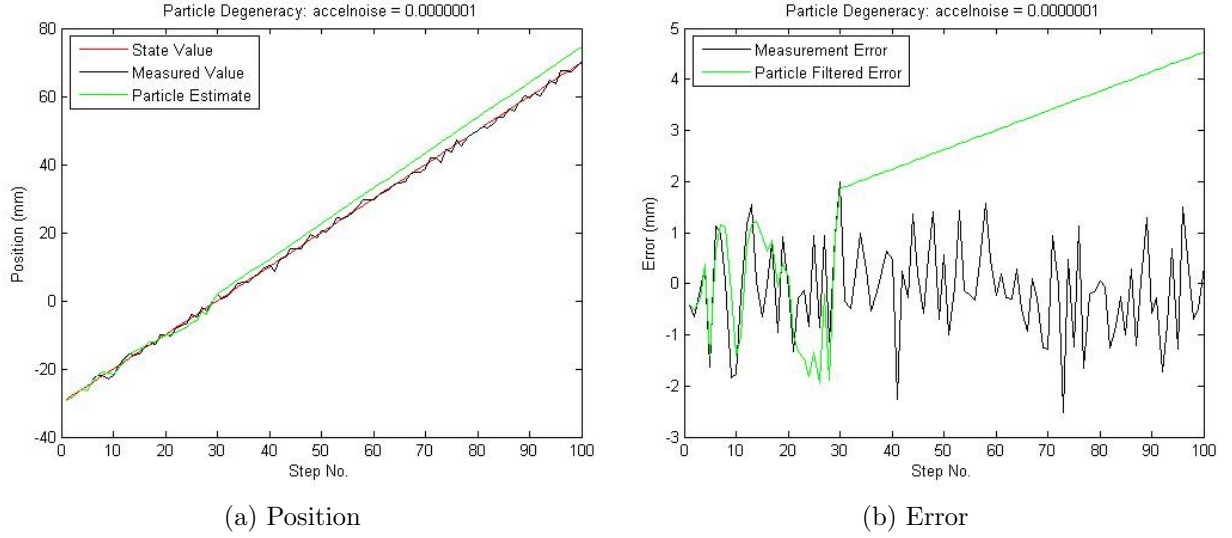 Particle Degeneracy: accelnoise = 0.0000001
80
60
40
20
0
-20
-40
Position (mm)
State Value
Measured Value
Particle Estimate
0 10 20 30 40 50 60 70 80 90 100
Step No.
(a) Position
Particle Degeneracy: accelnoise = 0.0000001
5
4
3
2
1
0
-1
-2
-3
Error (mm)
Measurement Error
Particle Filtered Error
0 10 20 30 40 50 60 70 80 90 100
Step No.
(b) Error